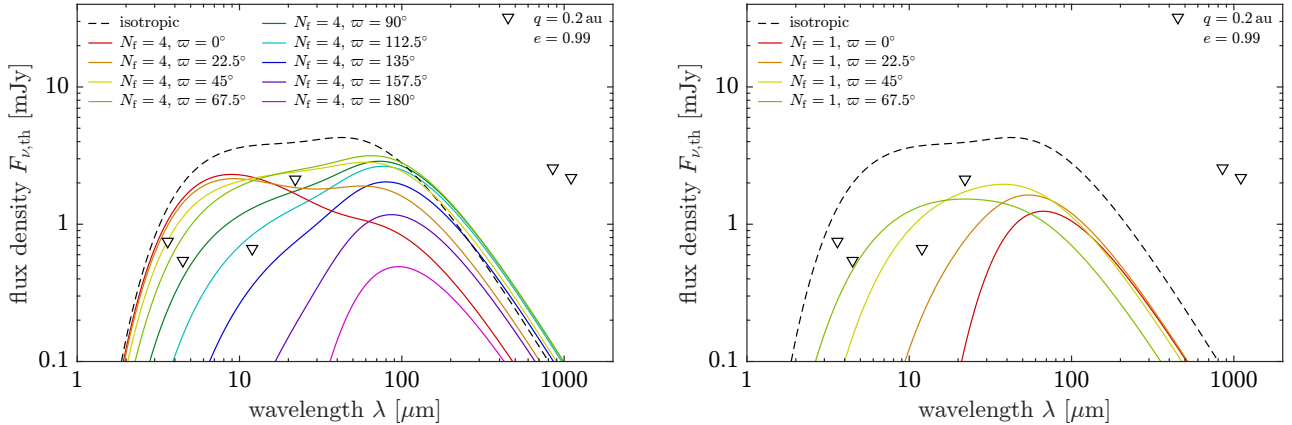 isotropic
N_f = 4, ϖ = 0°
N_f = 4, ϖ = 22.5°
N_f = 4, ϖ = 45°
N_f = 4, ϖ = 67.5°
N_f = 4, ϖ = 90°
N_f = 4, ϖ = 112.5°
N_f = 4, ϖ = 135°
N_f = 4, ϖ = 157.5°
N_f = 4, ϖ = 180°
q = 0.2 au
e = 0.99
flux density F_ν,th [mJy]
10
1
0.1
1
10
100
1000
wavelength λ [μm]
isotropic
N_f = 1, ϖ = 0°
N_f = 1, ϖ = 22.5°
N_f = 1, ϖ = 45°
N_f = 1, ϖ = 67.5°
q = 0.2 au
e = 0.99
flux density F_ν,th [mJy]
10
1
0.1
1
10
100
1000
wavelength λ [μm]